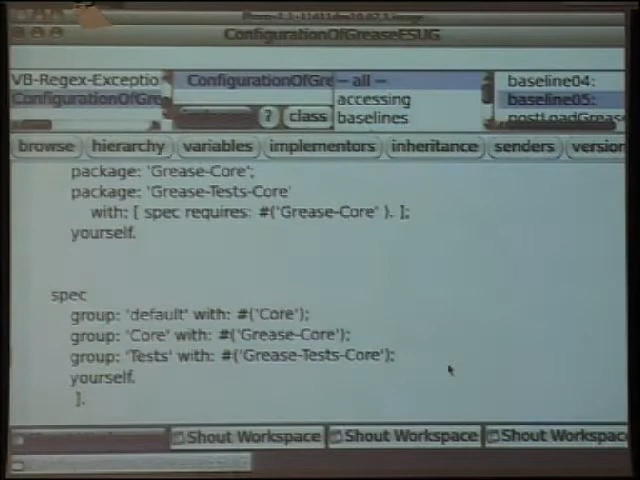 ConfigurationOfGreaseESUG
VB-Regex-Exceptio
ConfigurationOfGre
-- all --
baseline04:
ConfigurationOfGre
accessing
baseline05:
? class
baselines
postLoadGrease
browse hierarchy variables implementors inheritance senders version
package: 'Grease-Core';
package: 'Grease-Tests-Core'
with: [ spec requires: #('Grease-Core' ). ];
yourself.
spec
group: 'default' with: #('Core');
group: 'Core' with: #('Grease-Core');
group: 'Tests' with: #('Grease-Tests-Core');
yourself.
].
Shout Workspace Shout Workspace Shout Workspac